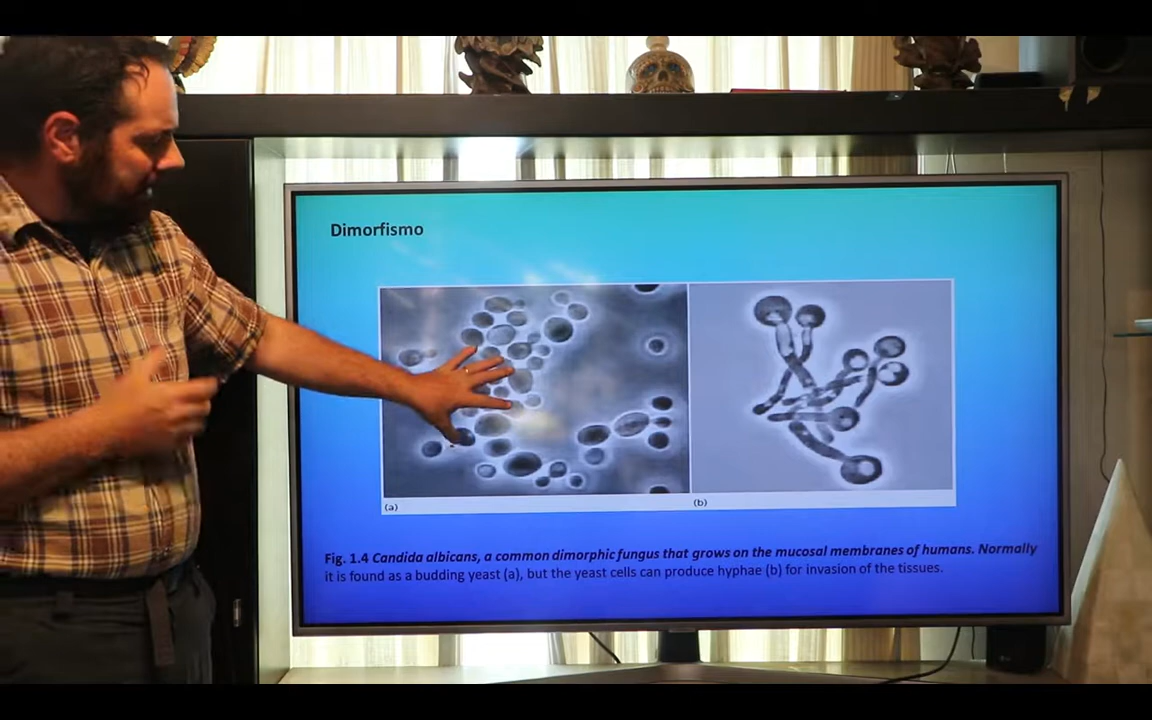 Dimorfismo
(a)
(b)
Fig. 1.4 Candida albicans, a common dimorphic fungus that grows on the mucosal membranes of humans. Normally
it is found as a budding yeast (a), but the yeast cells can produce hyphae (b) for invasion of the tissues.